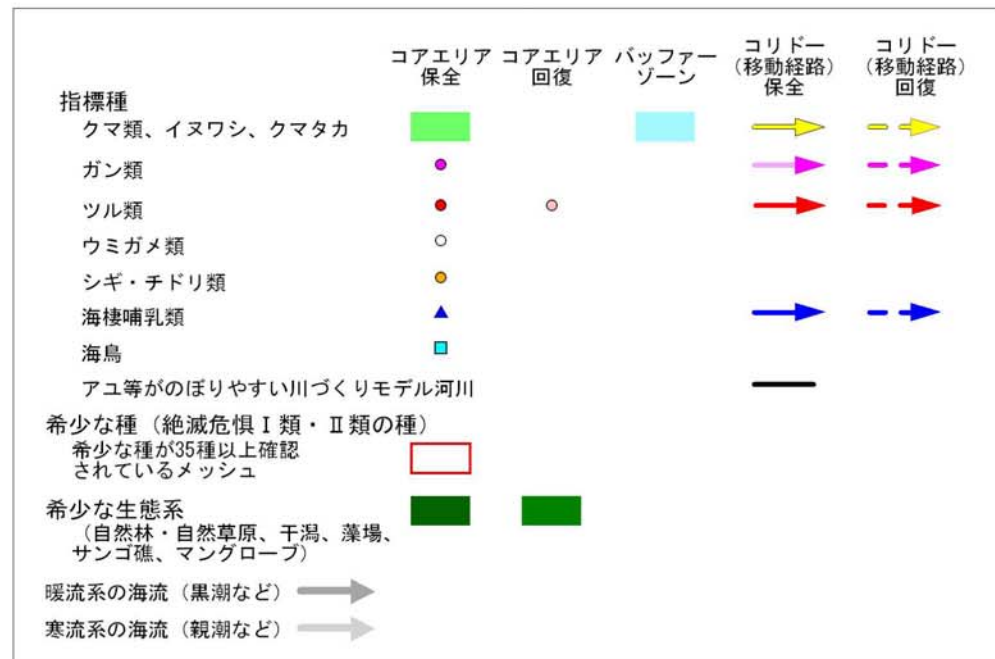 コアエリア
保全
コアエリア
回復
バッファー
ゾーン
コリドー
(移動経路)
保全
コリドー
(移動経路)
回復
指標種
クマ類、イヌワシ、クマタカ
ガン類
ツル類
ウミガメ類
シギ・チドリ類
海棲哺乳類
海鳥
アユ等がのぼりやすい川づくりモデル河川
希少な種(絶滅危惧Ⅰ類・Ⅱ類の種)
希少な種が35種以上確認
されているメッシュ
希少な生態系
(自然林・自然草原、干潟、藻場、
サンゴ礁、マングローブ)
暖流系の海流(黒潮など)
寒流系の海流(親潮など)